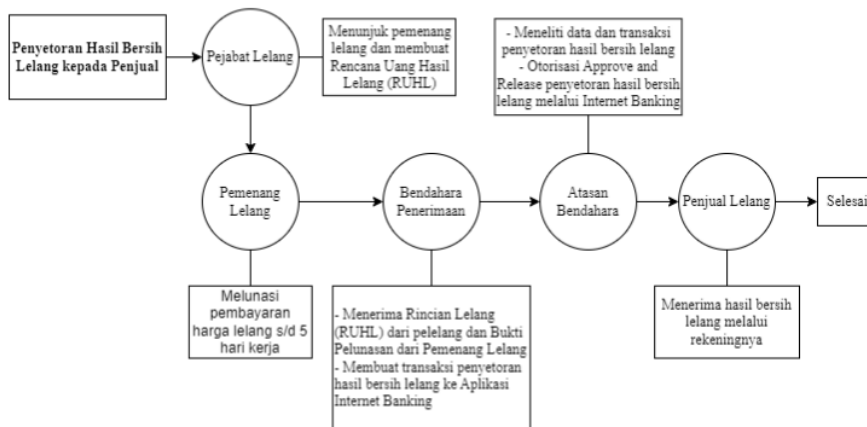 Penyetoran Hasil Bersih
Lelang kepada Penjual
Pejabat Lelang
Menunjuk pemenang
lelang dan membuat
Rencana Uang Hasil
Lelang (RUHL)
- Meneliti data dan transaksi
penyetoran hasil bersih lelang
- Otorisasi Approve and
Release penyetoran hasil bersih
lelang melalui Internet Banking
Pemenang
Lelang
Bendahara
Penerimaan
Atasan
Bendahara
Penjual Lelang
Selesai
Melunasi
pembayaran
harga lelang s/d 5
hari kerja
- Menerima Rincian Lelang
(RUHL) dari pelelang dan Bukti
Pelunasan dari Pemenang Lelang
- Membuat transaksi penyetoran
hasil bersih lelang ke Aplikasi
Internet Banking
Menerima hasil bersih
lelang melalui
rekeningnya